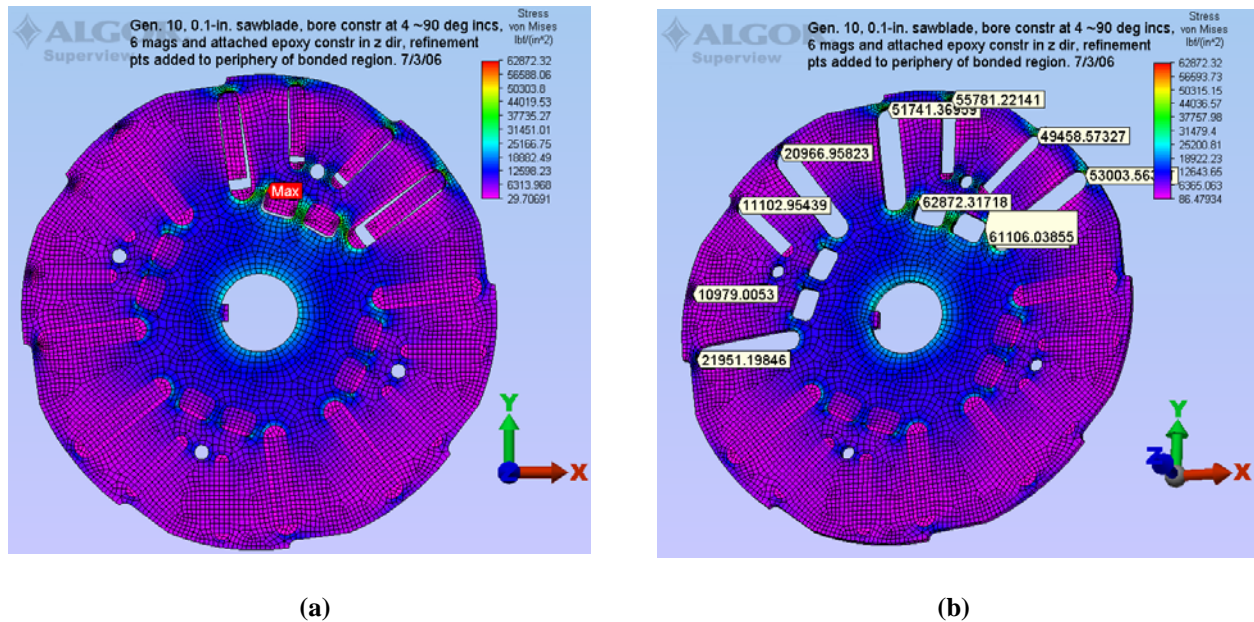 ALGOR
Superview
Gen. 10, 0.1-in. sawblade, bore constr at 4 ~90 deg incs,
6 mags and attached epoxy constr in z dir, refinement
pts added to periphery of bonded region. 7/3/06
Stress
von Mises
lbf/(in^2)
62872.32
56588.06
50303.8
44019.53
37735.27
31451.01
25166.75
18882.49
12598.23
6313.968
29.70691
Max
Y
X
(a)
Superview
Gen. 10, 0.1-in. sawblade, bore constr at 4 ~90 deg incs,
6 mags and attached epoxy constr in z dir, refinement
pts added to periphery of bonded region. 7/3/06
Stress
von Mises
lbf/(in^2)
62872.32
56593.73
50315.15
44036.57
37757.98
31479.4
25200.81
18922.23
12643.65
6365.063
86.47934
55781.22141
51741.36959
49458.57327
20966.95823
53003.563
11102.95439
62872.31718
61106.03855
10979.0053
21951.19846
Y
Z
X
(b)